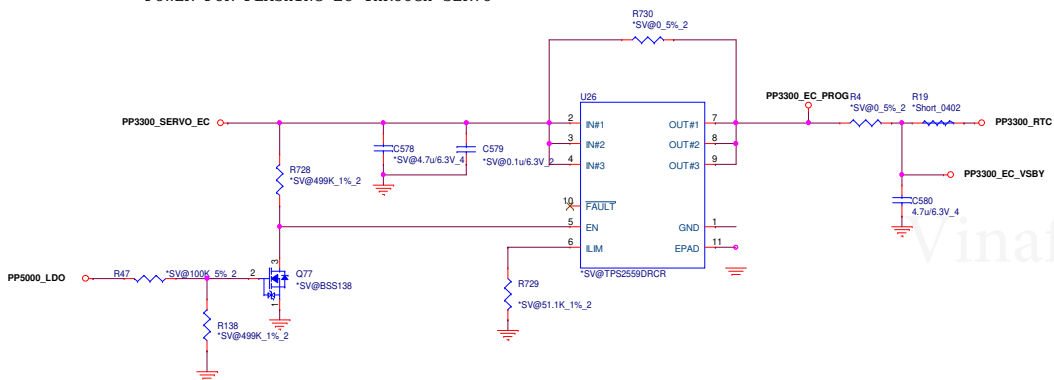 R730
*SV@0_5%_2
U26
PP3300_EC_PROG
R4
*SV@0_5%_2
R19
*Short_0402
PP3300_SERVO_EC
2
IN#1
OUT#1
7
PP3300_RTC
3
IN#2
OUT#2
8
C578
*SV@4.7u/6.3V_4
C579
*SV@0.1u/6.3V_2
4
IN#3
OUT#3
9
R728
*SV@499K_1%_2
PP3300_EC_VSBY
10
FAULT
C580
4.7u/6.3V_4
5
EN
GND
1
6
ILIM
EPAD
11
Vinaf
*SV@TPS2559DRCR
PP5000_LDO
R47
*SV@100K_5%_2
2
3
1
Q77
*SV@BSS138
R729
*SV@51.1K_1%_2
R138
*SV@499K_1%_2